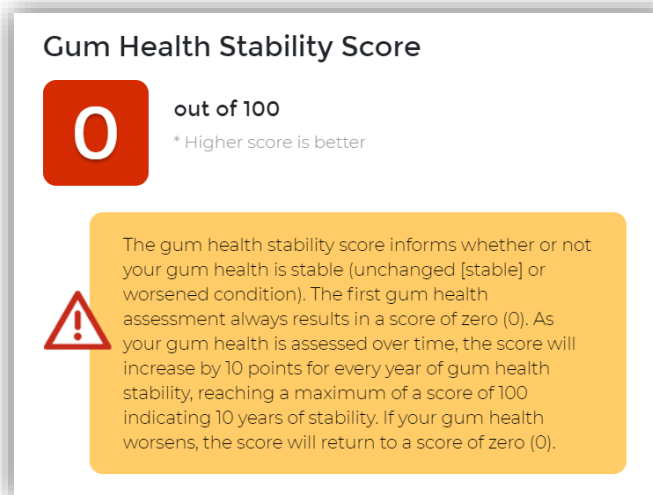 Gum Health Stability Score
0
out of 100
* Higher score is better
The gum health stability score informs whether or not
your gum health is stable (unchanged [stable] or
worsened condition). The first gum health
assessment always results in a score of zero (0). As
your gum health is assessed over time, the score will
increase by 10 points for every year of gum health
stability, reaching a maximum of a score of 100
indicating 10 years of stability. If your gum health
worsens, the score will return to a score of zero (0).